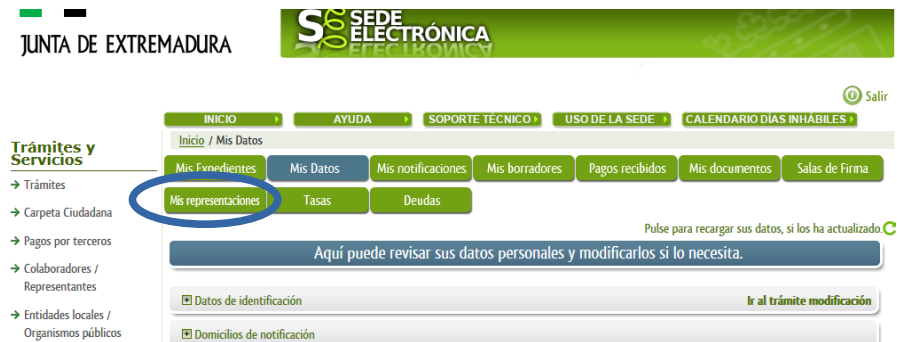 JUNTA DE EXTREMADURA
SEDE
ELECTRÓNICA
Salir
INICIO AYUDA SOPORTE TÉCNICO USO DE LA SEDE CALENDARIO DÍAS INHÁBILES
Inicio / Mis Datos
Trámites y
Servicios
Trámites
Carpeta Ciudadana
Pagos por terceros
Colaboradores /
Representantes
Entidades locales /
Organismos públicos
Mis Expedientes Mis Datos Mis notificaciones Mis borradores Pagos recibidos Mis documentos Salas de Firma
Mis representaciones Tasas Deudas
Pulse para recargar sus datos, si los ha actualizado.
Aquí puede revisar sus datos personales y modificarlos si lo necesita.
Datos de identificación Ir al trámite modificación
Domicilios de notificación